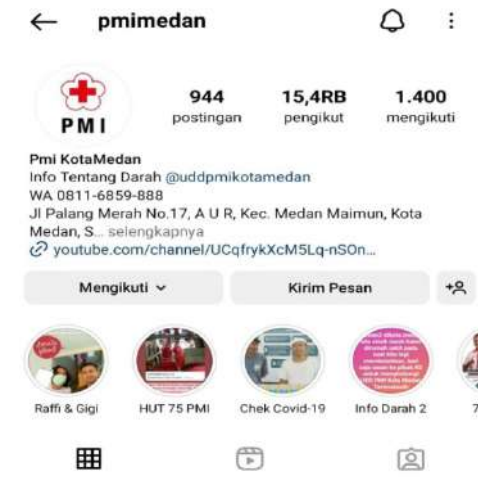 pmimedan
PMI
944
postingan
15,4RB
pengikut
1.400
mengikuti
Pmi KotaMedan
Info Tentang Darah @uddpmikotamedan
WA 0811-6859-888
Jl Palang Merah No.17, A U R, Kec. Medan Maimun, Kota
Medan, S... selengkapnya
youtube.com/channel/UCqfrykXcM5Lq-nSOn...
Mengikuti
Kirim Pesan
Raffi & Gigi
HUT 75 PMI
Chek Covid-19
Info Darah 2
7